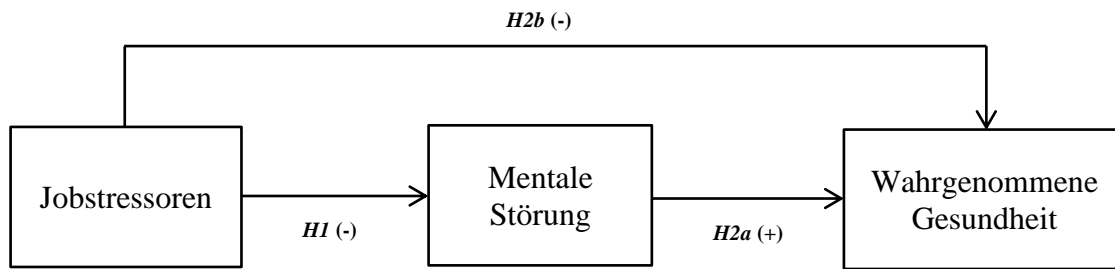 H2b (-)
Jobstressoren
Mentale
Störung
Wahrgenommene
Gesundheit
H1 (-)
H2a (+)